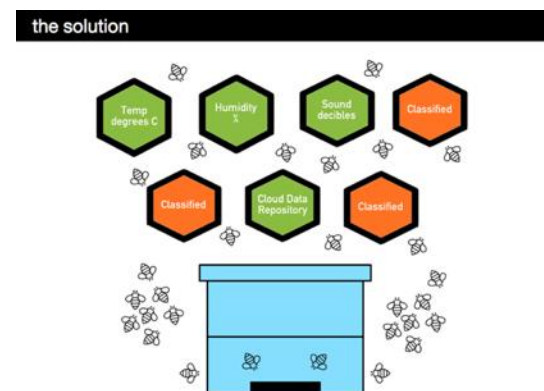 the solution
Temp
degrees C
Humidity
%
Sound
decibles
Classified
Classified
Cloud Data
Repository
Classified